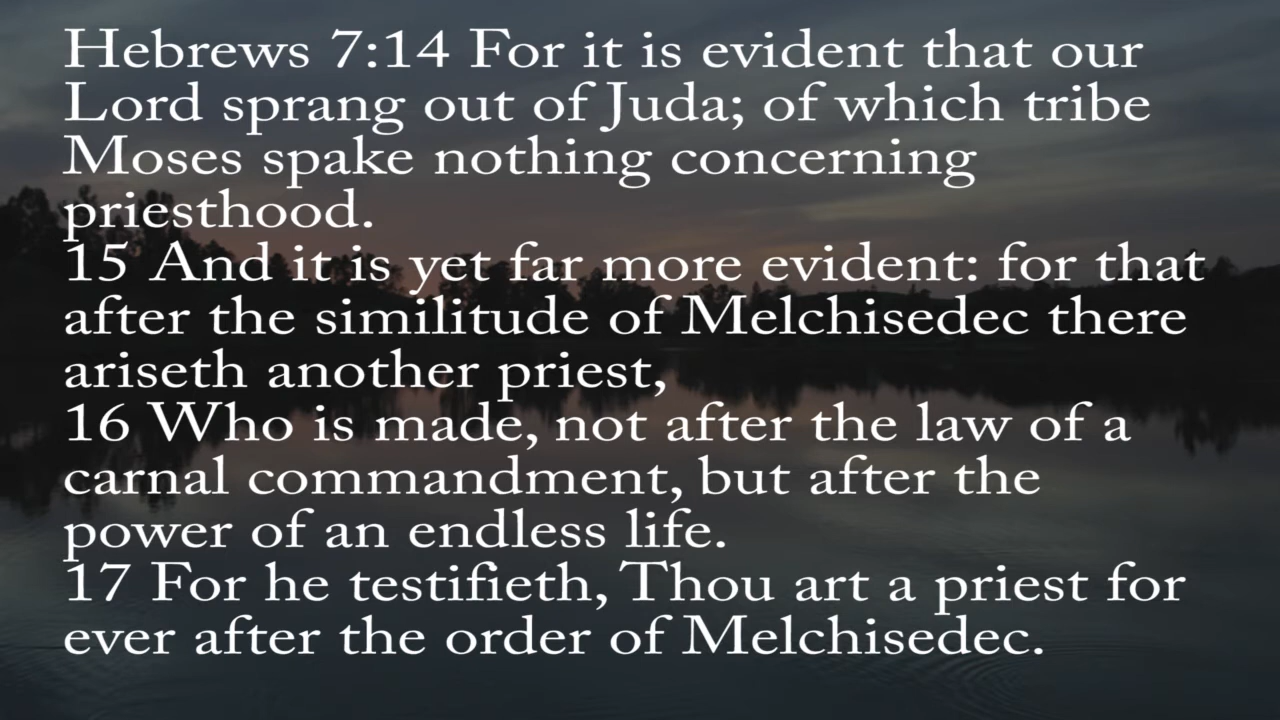 Hebrews 7:14 For it is evident that our
Lord sprang out of Juda; of which tribe
Moses spake nothing concerning
priesthood.
15 And it is yet far more evident: for that
after the similitude of Melchisedec there
ariseth another priest,
16 Who is made, not after the law of a
carnal commandment, but after the
power of an endless life.
17 For he testifieth, Thou art a priest for
ever after the order of Melchisedec.